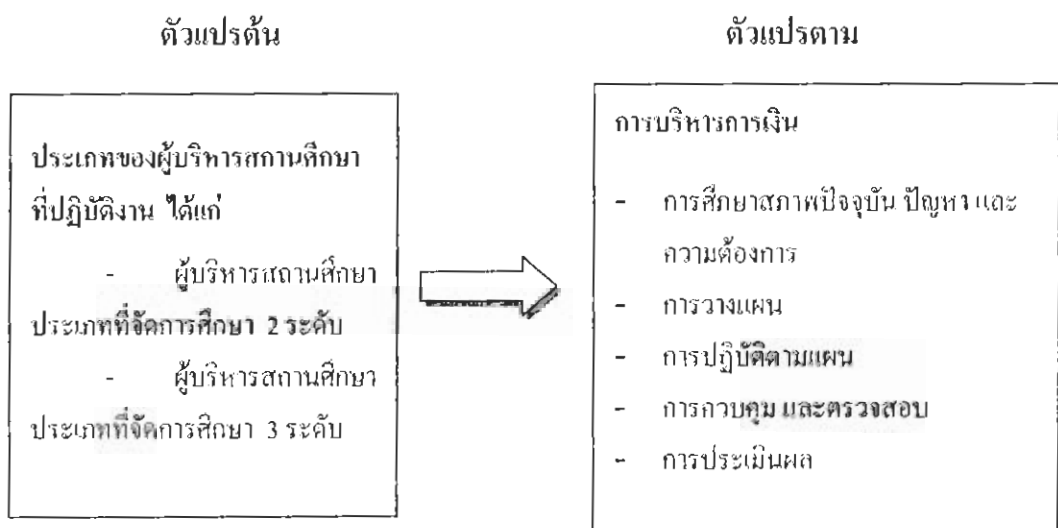 ตัวแปรต้น
ตัวแปรตาม
ประเภทของผู้บริหารสถานศึกษา
ที่ปฏิบัติงาน ได้แก่
- ผู้บริหารสถานศึกษา
ประเภทที่จัดการศึกษา 2 ระดับ
- ผู้บริหารสถานศึกษา
ประเภทที่จัดการศึกษา 3 ระดับ
การบริหารการเงิน
- การศึกษาสภาพปัจจุบัน ปัญหา และ
ความต้องการ
- การวางแผน
- การปฏิบัติตามแผน
- การควบคุม และตรวจสอบ
- การประเมินผล